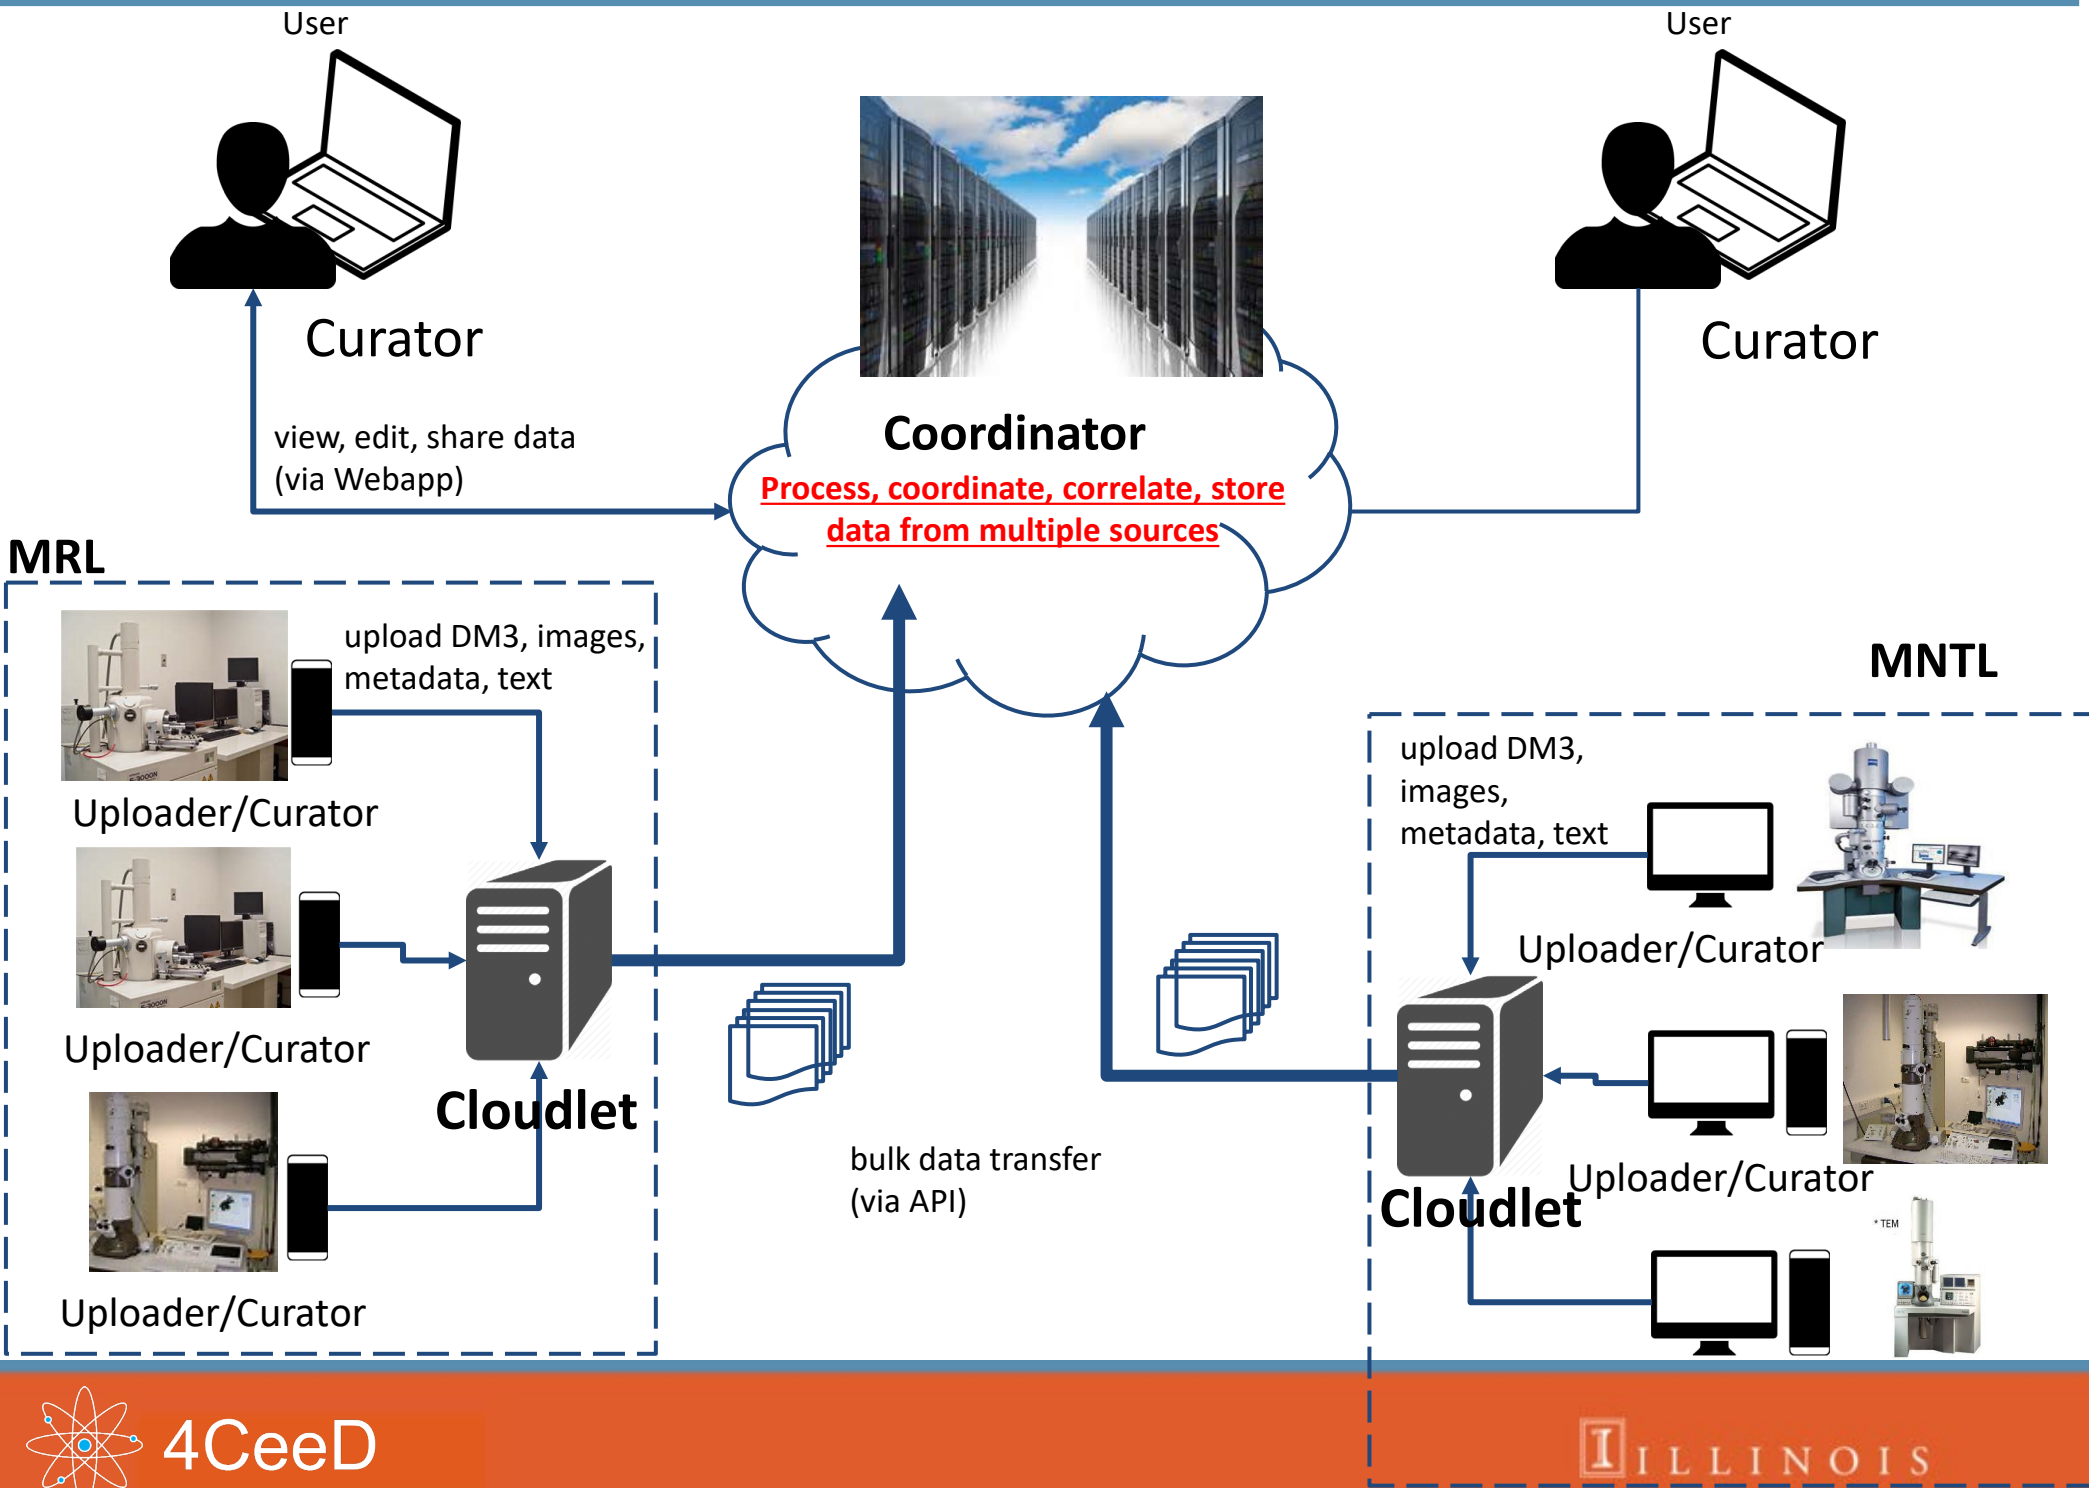 User
User
Curator
Curator
view, edit, share data
(via Webapp)
Coordinator
Process, coordinate, correlate, store
data from multiple sources
MRL
upload DM3, images,
metadata, text
Uploader/Curator
Uploader/Curator
Cloudlet
Uploader/Curator
bulk data transfer
(via API)
MNTL
upload DM3,
images,
metadata, text
Uploader/Curator
Uploader/Curator
Cloudlet
* TEM
4CeeD
I ILLINOIS